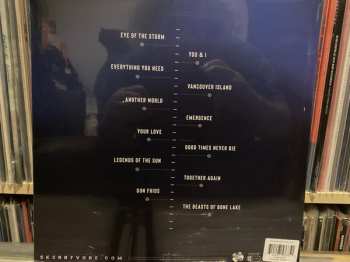 EYE OF THE STORM
YOU & I
EVERYTHING YOU NEED
VANCOUVER ISLAND
ANOTHER WORLD
EMERGENCE
YOUR LOVE
GOOD TIMES NEVER DIE
LEGENDS OF THE SUN
TOGETHER AGAIN
DON FRIOS
THE BEASTS OF BONE LAKE
SKERRYVORE.COM